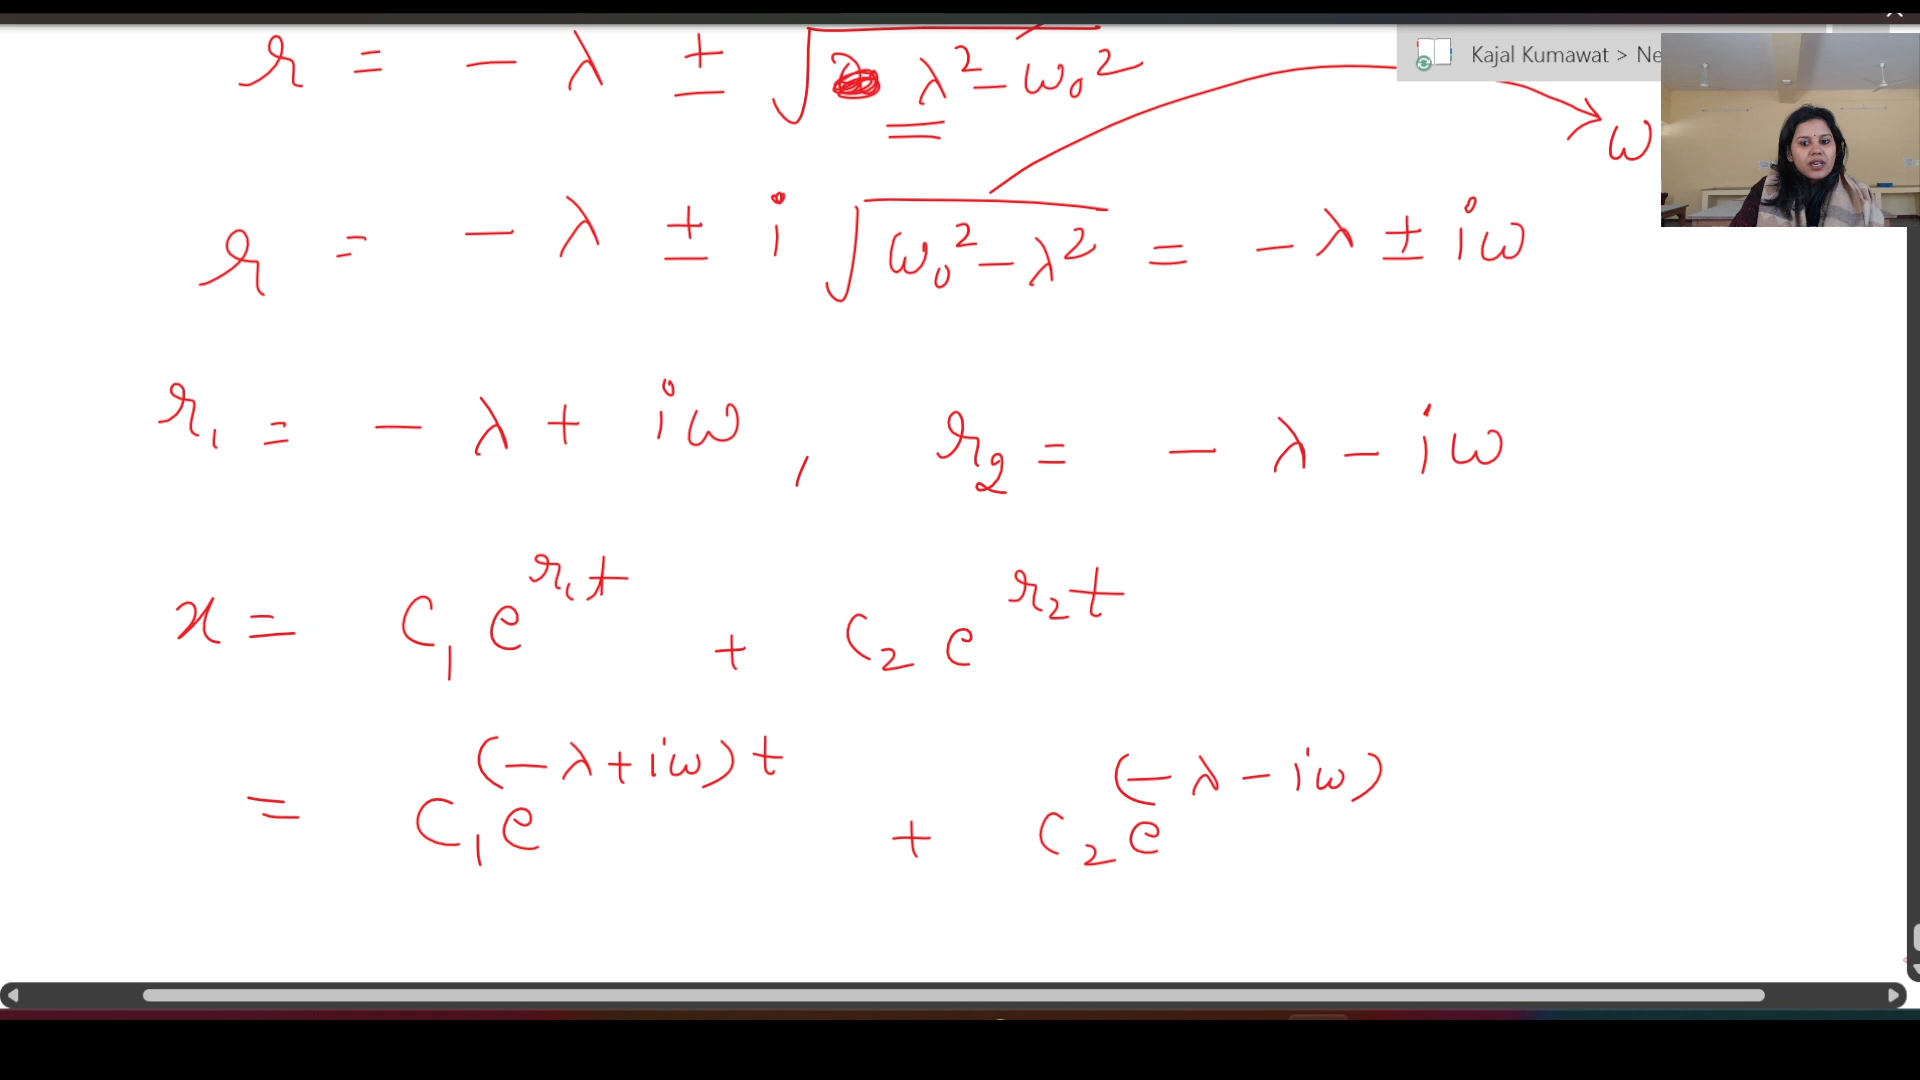 r = - λ ± √λ² - ω₀²
Kajal Kumawat > Ne
ω
r = - λ ± i √ω₀² - λ² = - λ ± iω
r₁ = - λ + iω , r₂ = - λ - iω
x = C₁ e^r₁t + C₂ e^r₂t
= C₁ e^(-λ+iω)t + C₂ e^(-λ-iω)